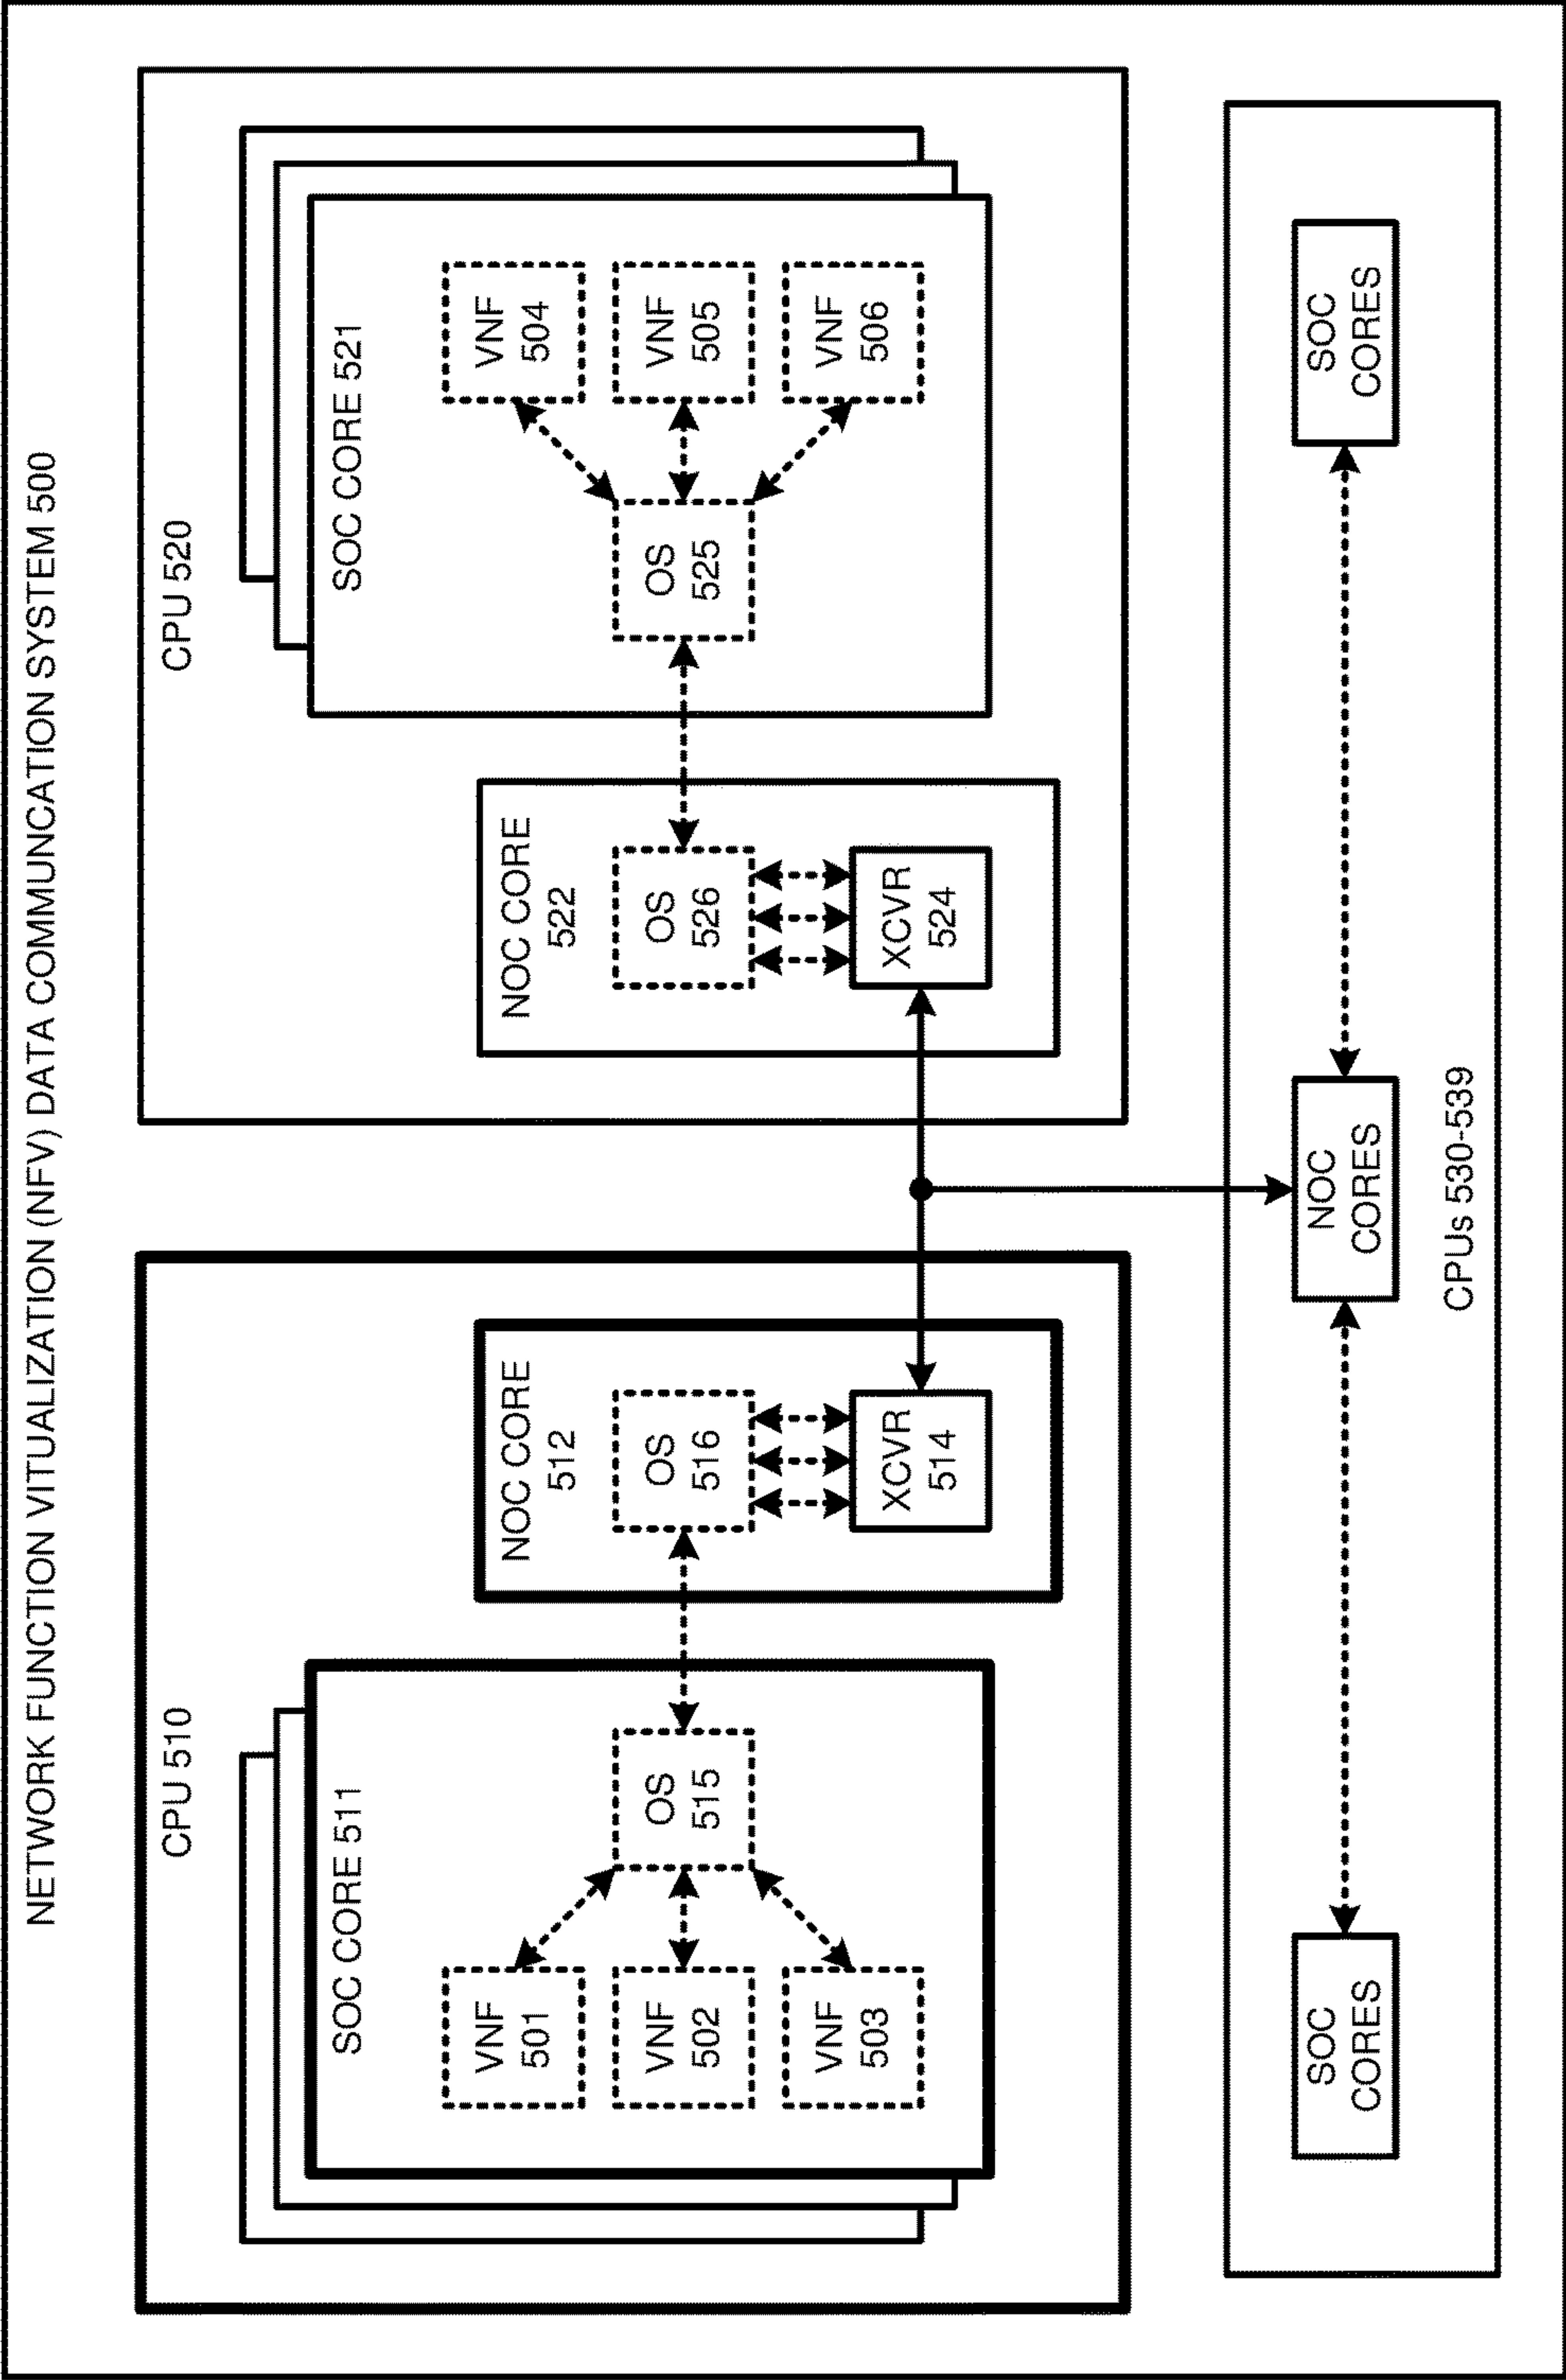 NETWORK FUNCTION VITUALIZATION (NFV) DATA COMMUNCATION SYSTEM 500
CPU 510
SOC CORE 511
VNF
501
VNF
502
VNF
503
OS
515
NOC CORE
512
OS
516
XCVR
514
CPU 520
NOC CORE
522
OS
526
XCVR
524
SOC CORE 521
OS
525
VNF
504
VNF
505
VNF
506
SOC
CORES
NOC
CORES
SOC
CORES
CPUs 530-539